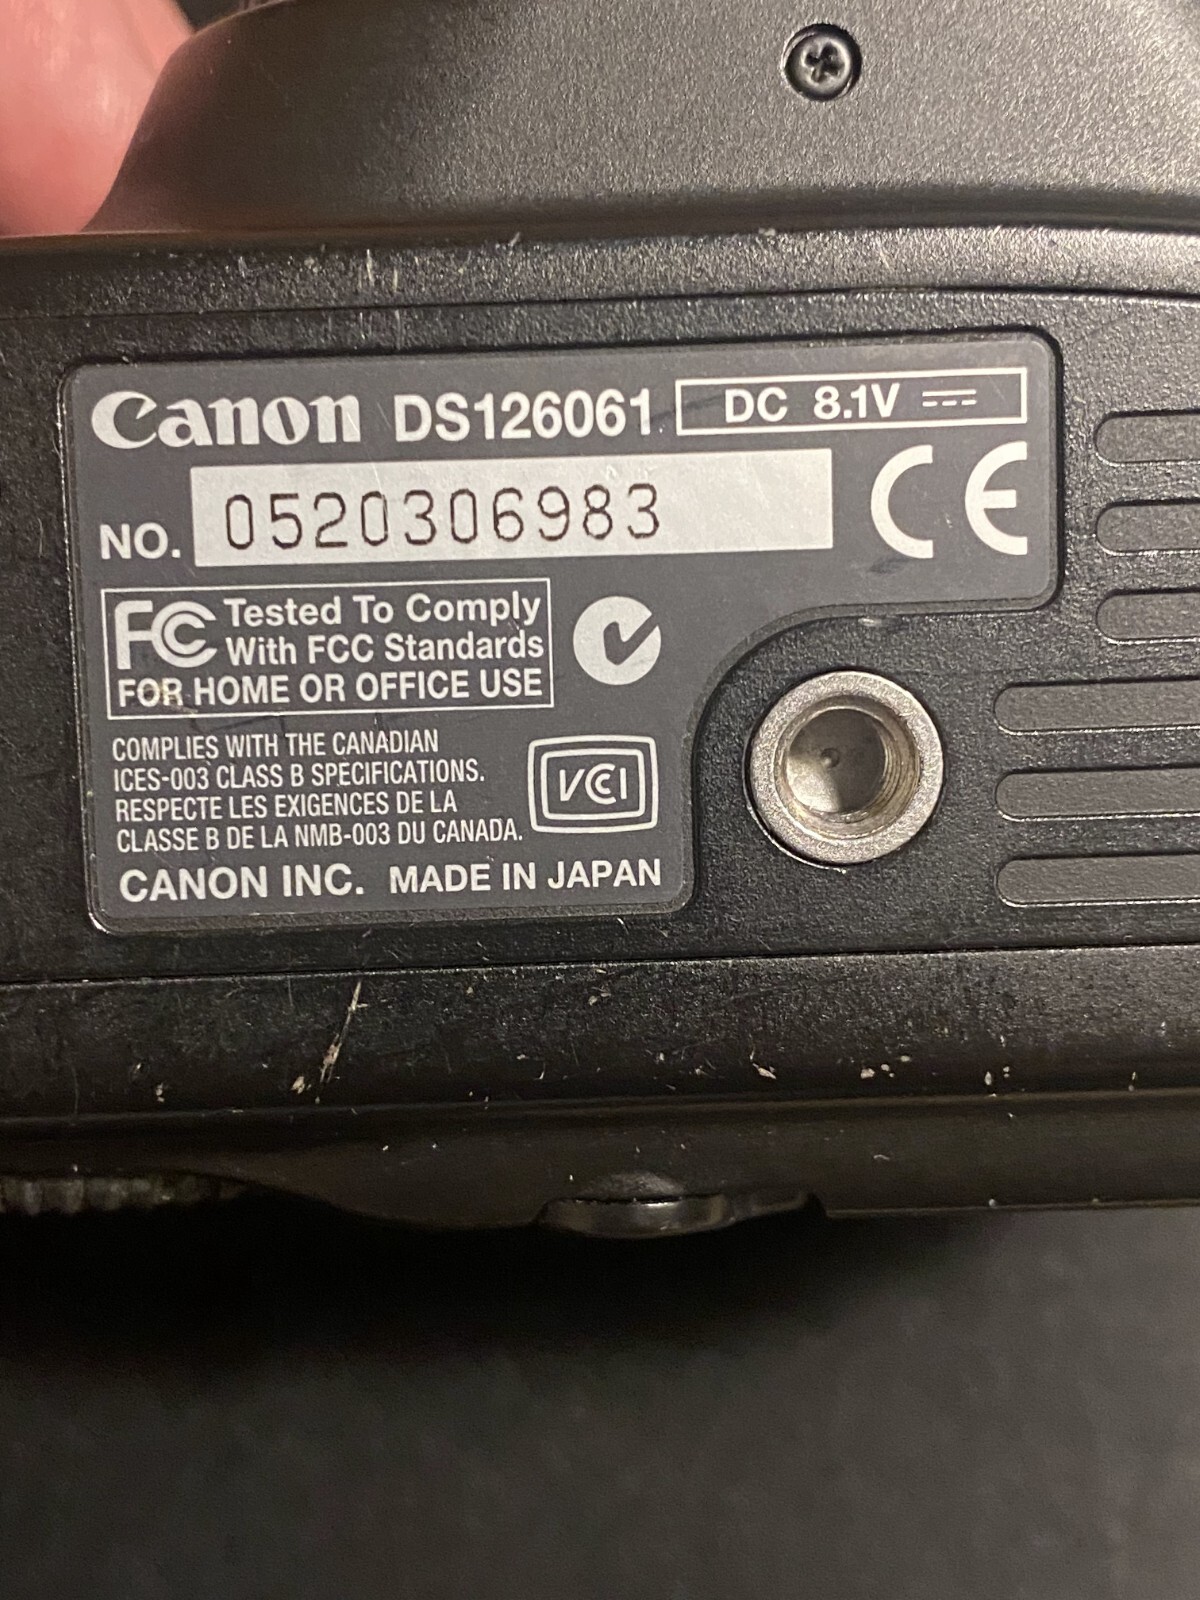 Canon DS126061 DC 8.1V
NO. 0520306983
CE
FC Tested To Comply
With FCC Standards
FOR HOME OR OFFICE USE
COMPLIES WITH THE CANADIAN
ICES-003 CLASS B SPECIFICATIONS.
RESPECTE LES EXIGENCES DE LA
CLASSE B DE LA NMB-003 DU CANADA.
VCI
CANON INC. MADE IN JAPAN